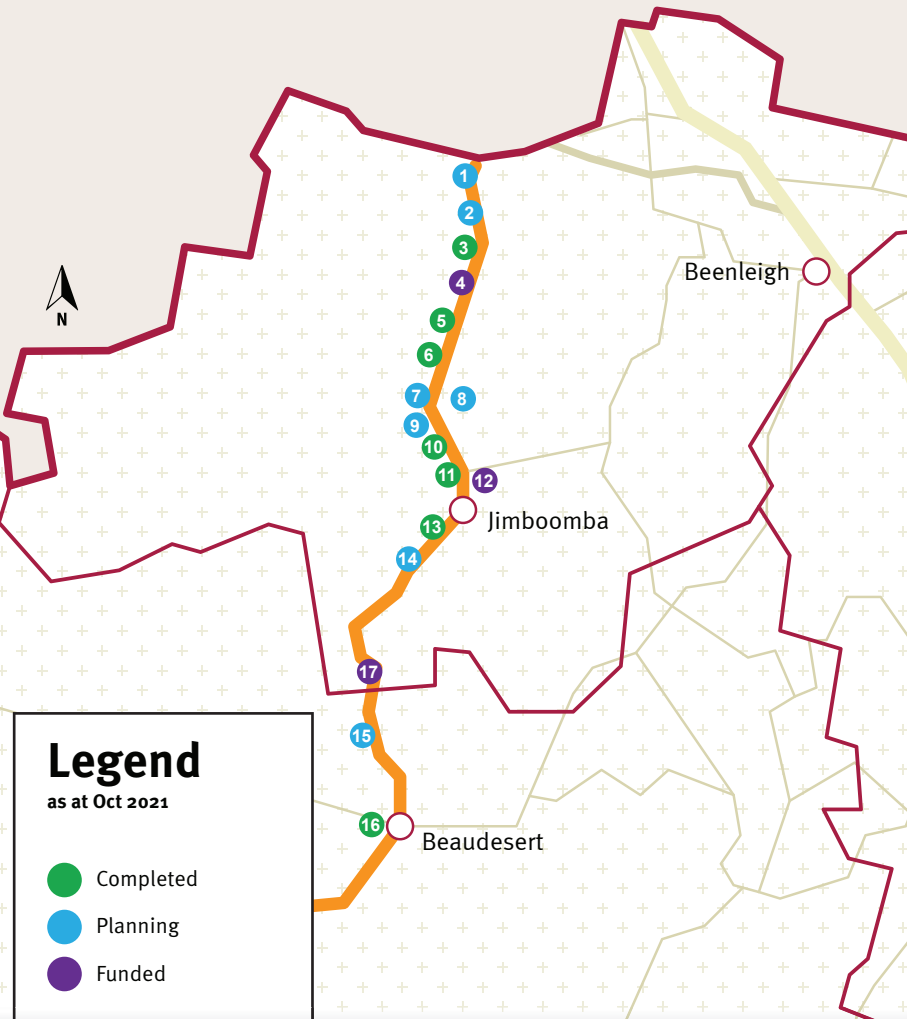 1
2
3
Beenleigh
4
N
5
6
7
8
9
10
11
12
Jimboomba
13
14
17
15
Legend
as at Oct 2021
16
Beaudesert
Completed
Planning
Funded